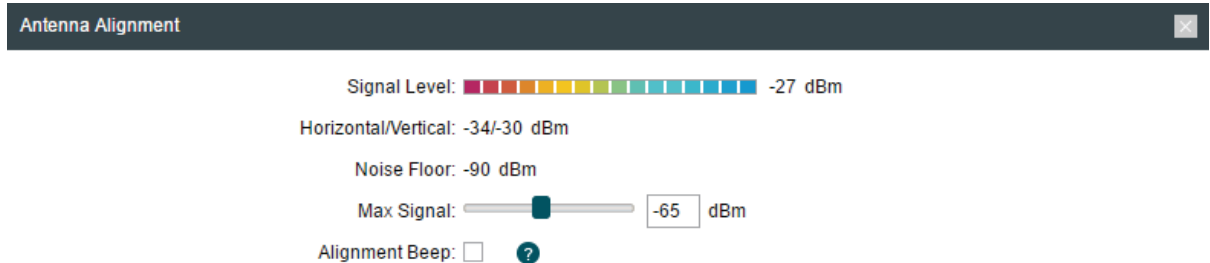 Antenna Alignment
Signal Level: -27 dBm
Horizontal/Vertical: -34/-30 dBm
Noise Floor: -90 dBm
Max Signal: -65 dBm
Alignment Beep: ?